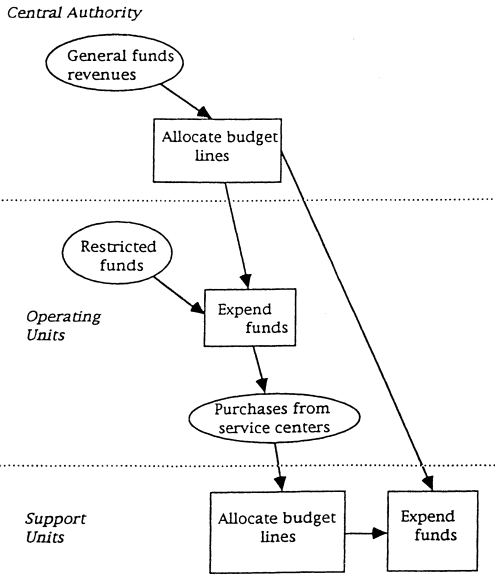 Central Authority
General funds
revenues
Allocate budget
lines
Restricted
funds
Operating
Units
Expend
funds
Purchases from
service centers
Support
Units
Allocate budget
lines
Expend
funds